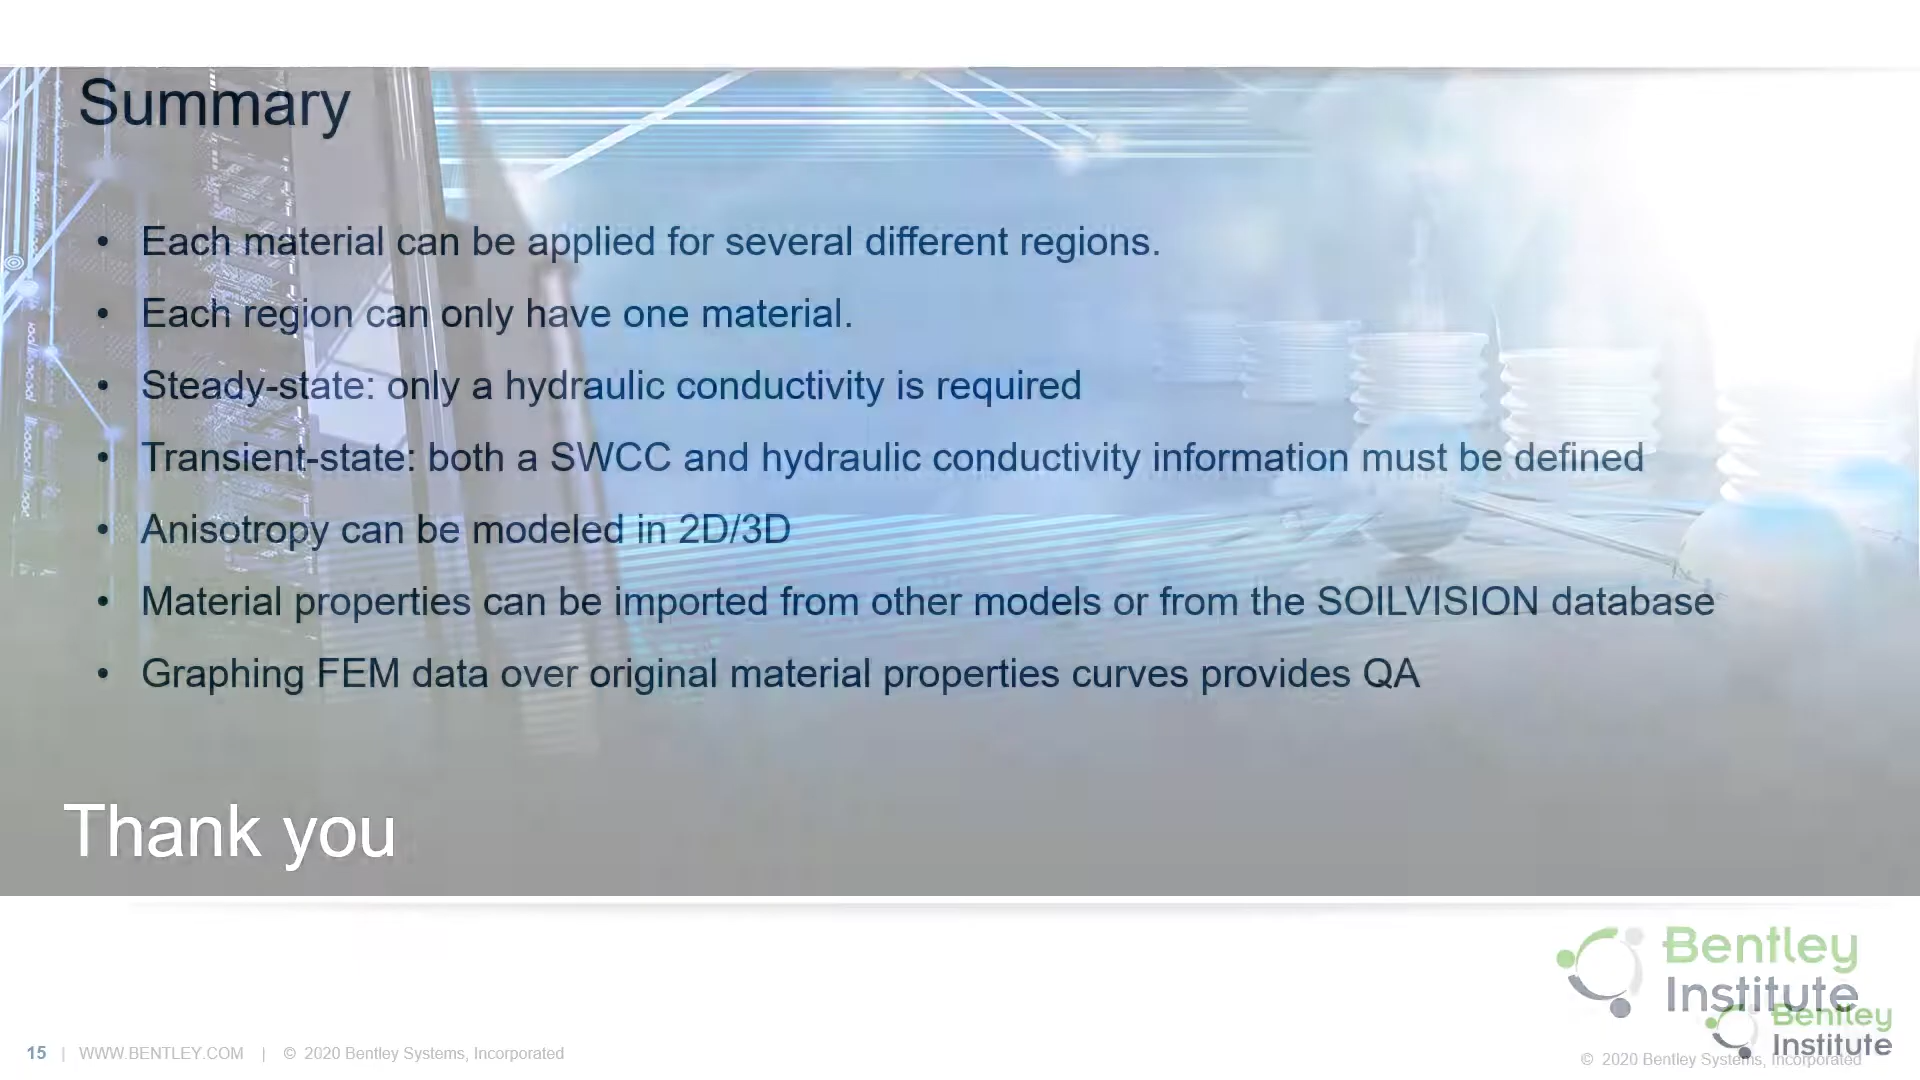 Summary
• Each material can be applied for several different regions.
• Each region can only have one material.
• Steady-state: only a hydraulic conductivity is required
• Transient-state: both a SWCC and hydraulic conductivity information must be defined
• Anisotropy can be modeled in 2D/3D
• Material properties can be imported from other models or from the SOILVISION database
• Graphing FEM data over original material properties curves provides QA
Thank you
Bentley
Institute
Bentley
Institute
15 | WWW.BENTLEY.COM | © 2020 Bentley Systems, Incorporated
© 2020 Bentley Systems, Incorporated